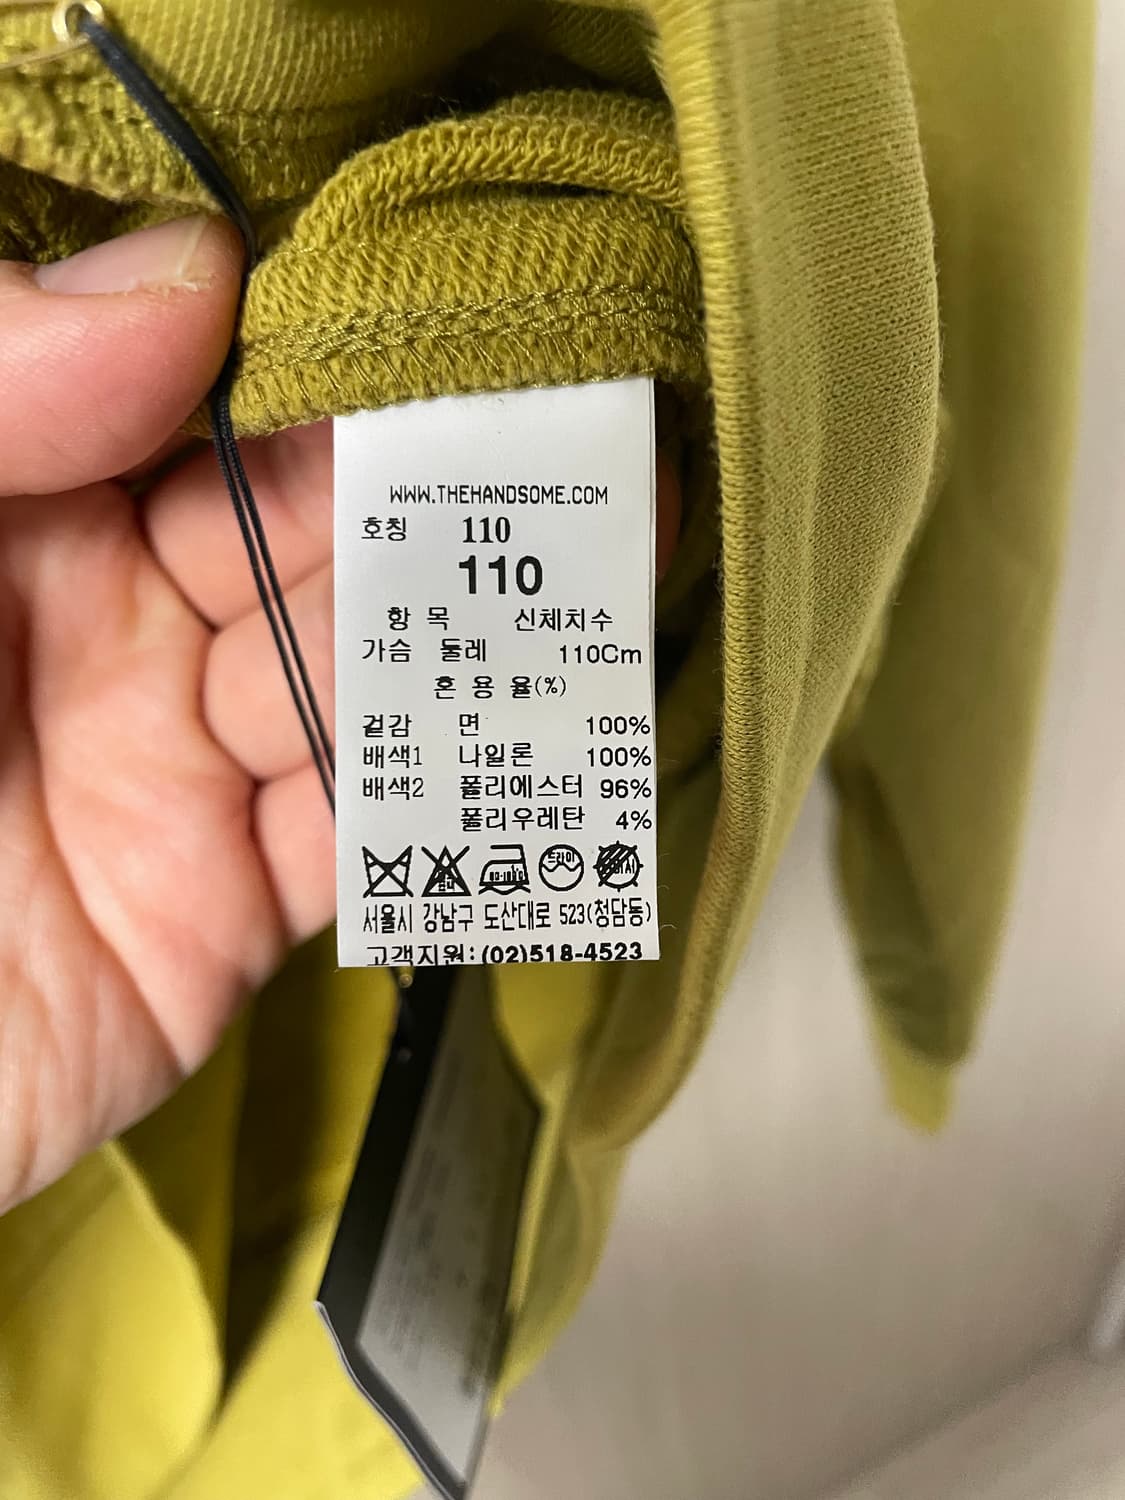 WWW.THEHANDSOME.COM
호칭 110
110
항 목 신체치수
가슴 둘레 110Cm
혼 용 율(%)
겉감 면 100%
배색1 나일론 100%
배색2 폴리에스터 96%
폴리우레탄 4%
드라이
서울시 강남구 도산대로 523(청담동)
고객지원:(02)518-4523